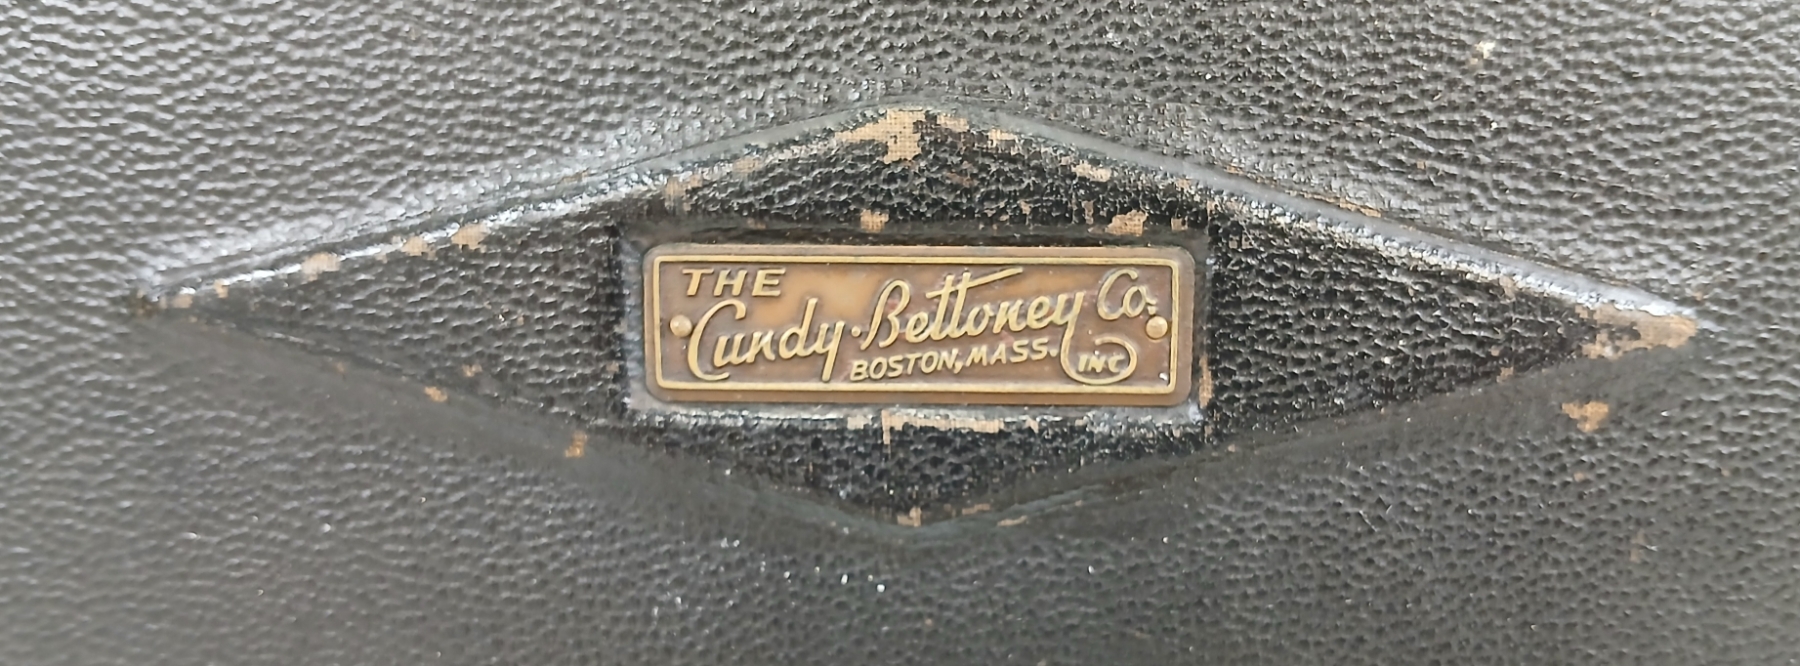 THE
Cundy-Bettoney Co.
BOSTON, MASS. INC